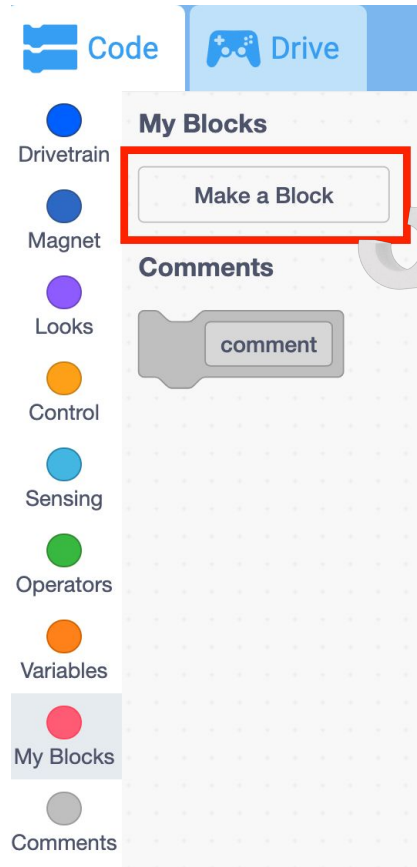 Code
Drive
Drivetrain
Magnet
Looks
Control
Sensing
Operators
Variables
My Blocks
Comments
My Blocks
Make a Block
Comments
comment